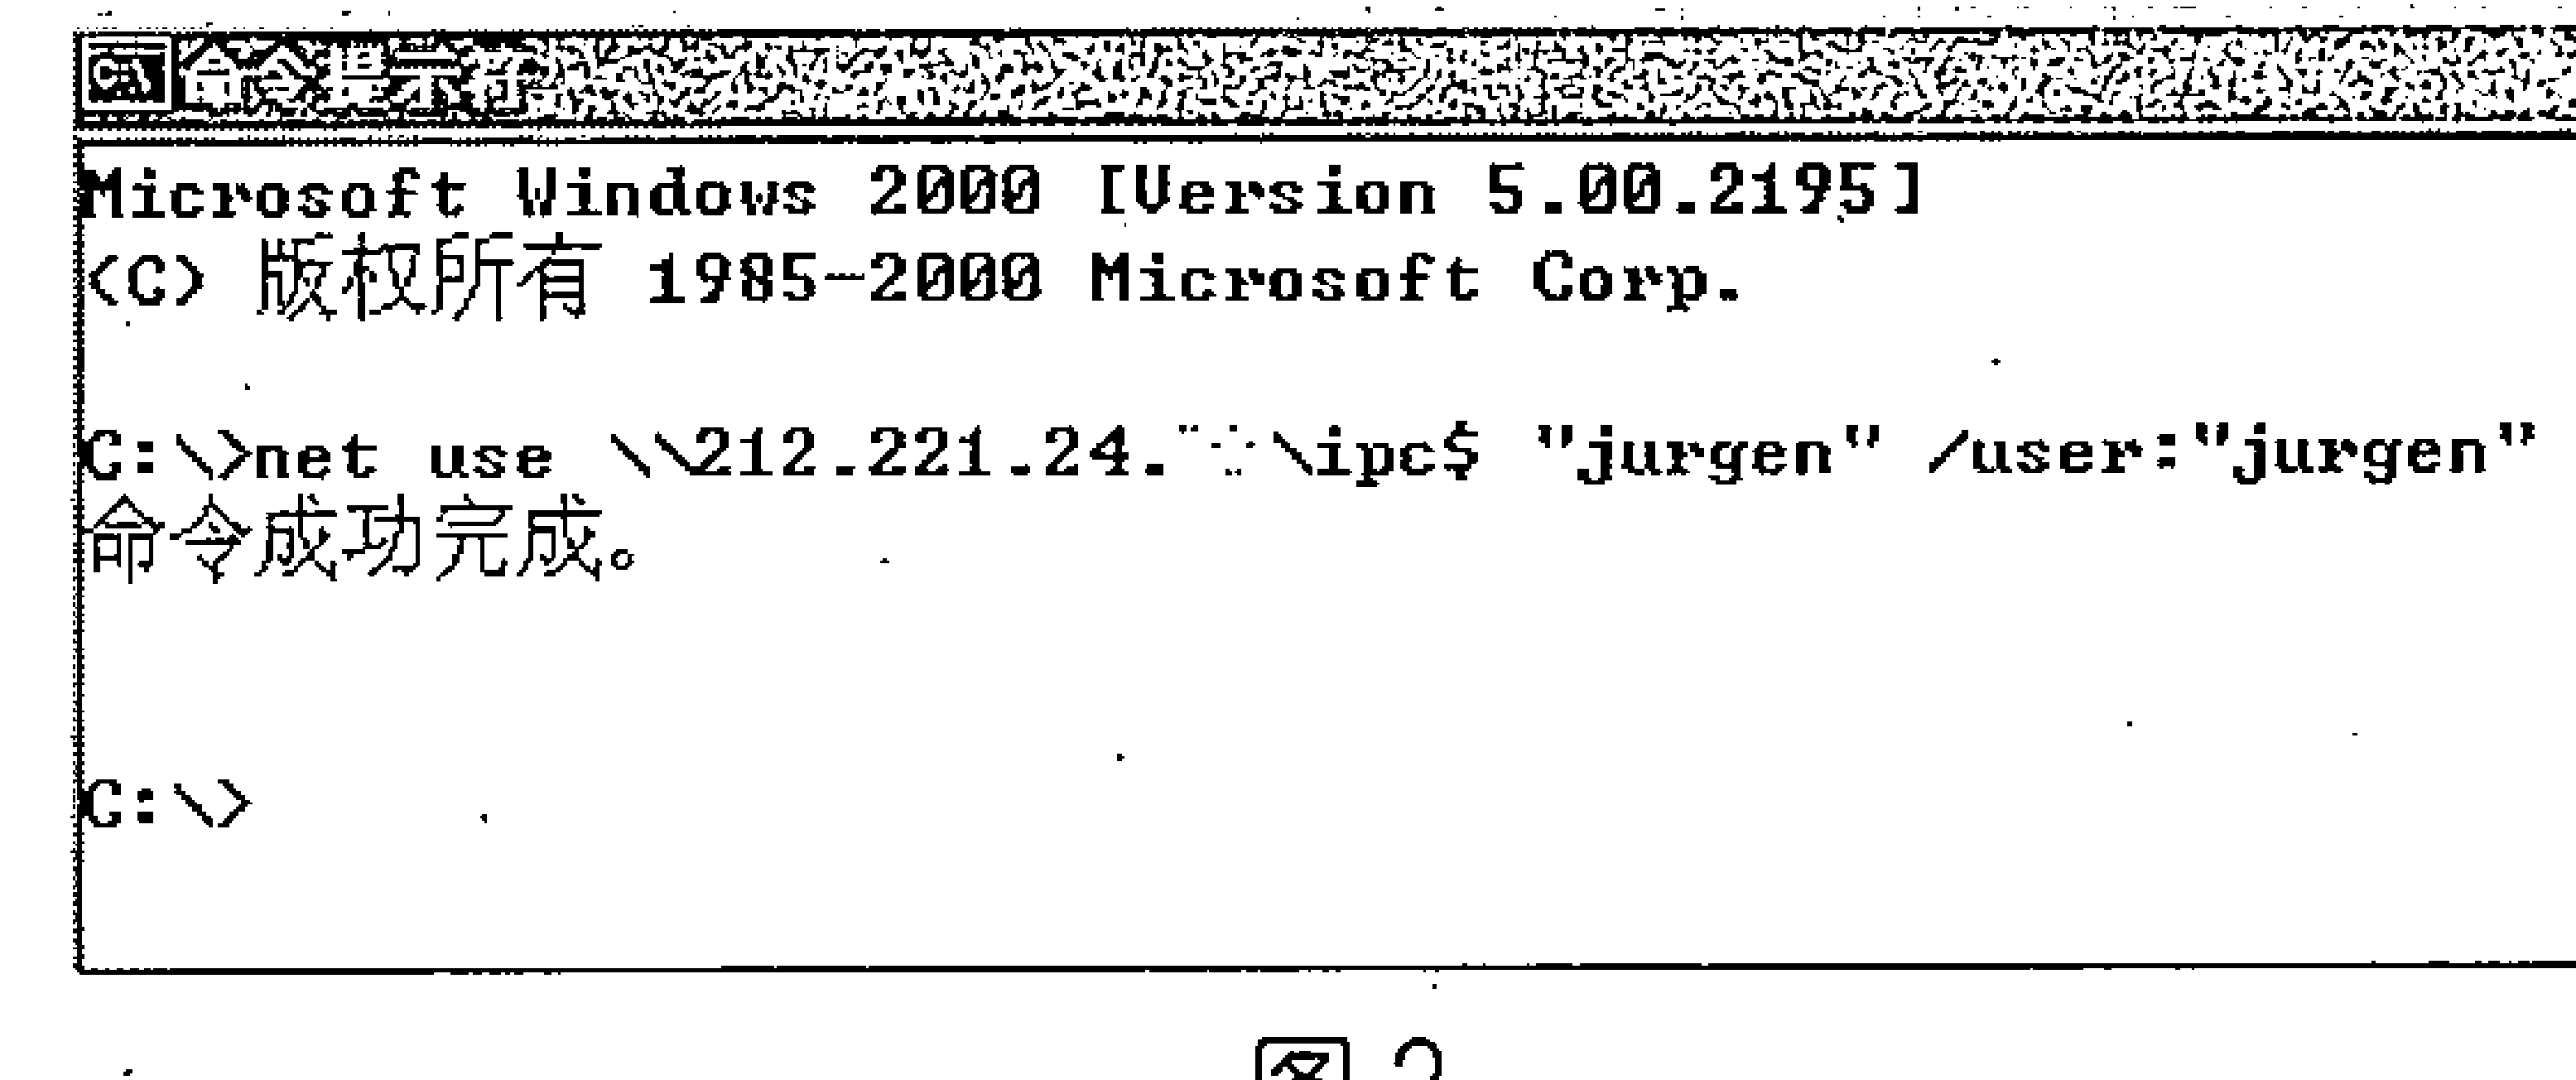 命令提示符
Microsoft Windows 2000 [Version 5.00.2195]
<C> 版权所有 1985-2000 Microsoft Corp.
C:\>net use \\212.221.24. \ipc$ "jurgen" /user:"jurgen"
命令成功完成。
C:\>
图